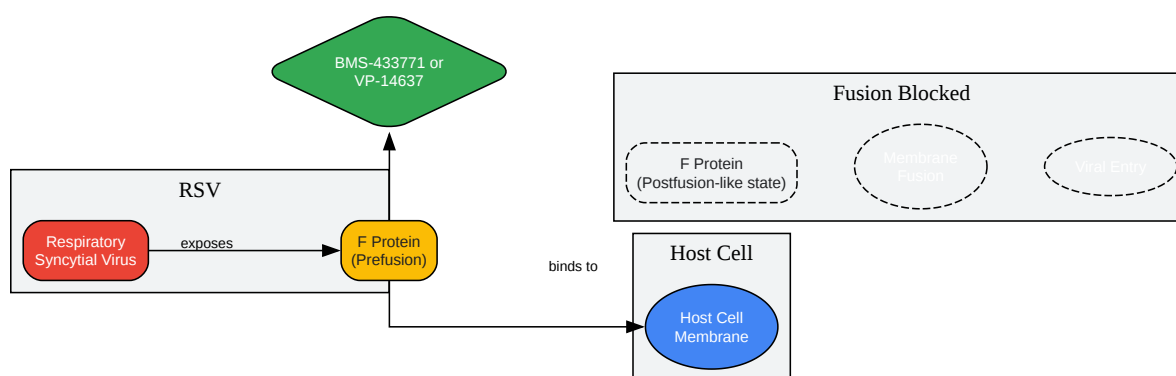 BMS-433771 or
VP-14637
Fusion Blocked
F Protein
(Postfusion-like state)
Membrane
Fusion
Viral Entry
RSV
Respiratory
Syncytial Virus
exposes
F Protein
(Prefusion)
binds to
Host Cell
Host Cell
Membrane